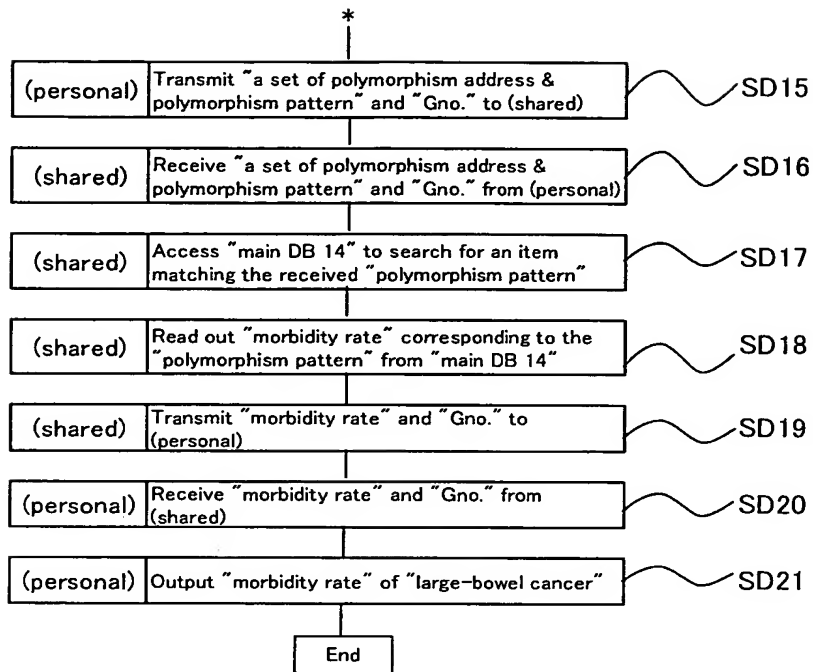 *
(personal) Transmit "a set of polymorphism address &
polymorphism pattern" and "Gno." to (shared)
SD15
(shared) Receive "a set of polymorphism address &
polymorphism pattern" and "Gno." from (personal)
SD16
(shared) Access "main DB 14" to search for an item
matching the received "polymorphism pattern"
SD17
(shared) Read out "morbidity rate" corresponding to the
"polymorphism pattern" from "main DB 14"
SD18
(shared) Transmit "morbidity rate" and "Gno." to
(personal)
SD19
(personal) Receive "morbidity rate" and "Gno." from
(shared)
SD20
(personal) Output "morbidity rate" of "large-bowel cancer"
SD21
End